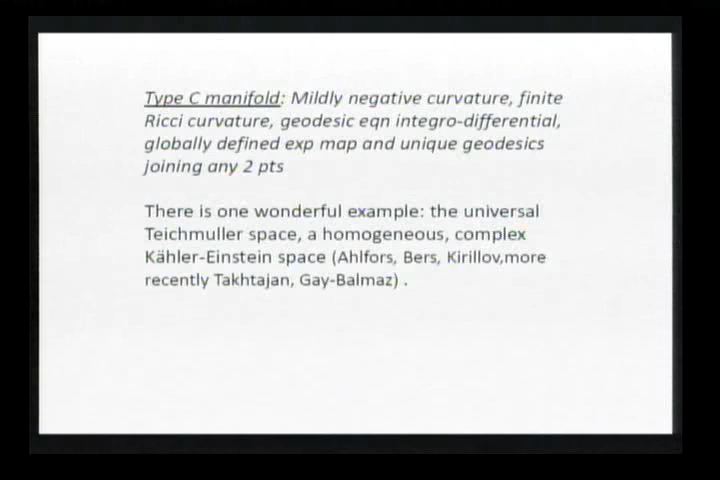 Type C manifold: Mildly negative curvature, finite
Ricci curvature, geodesic eqn integro-differential,
globally defined exp map and unique geodesics
joining any 2 pts
There is one wonderful example: the universal
Teichmuller space, a homogeneous, complex
Kähler-Einstein space (Ahlfors, Bers, Kirillov,more
recently Takhtajan, Gay-Balmaz) .